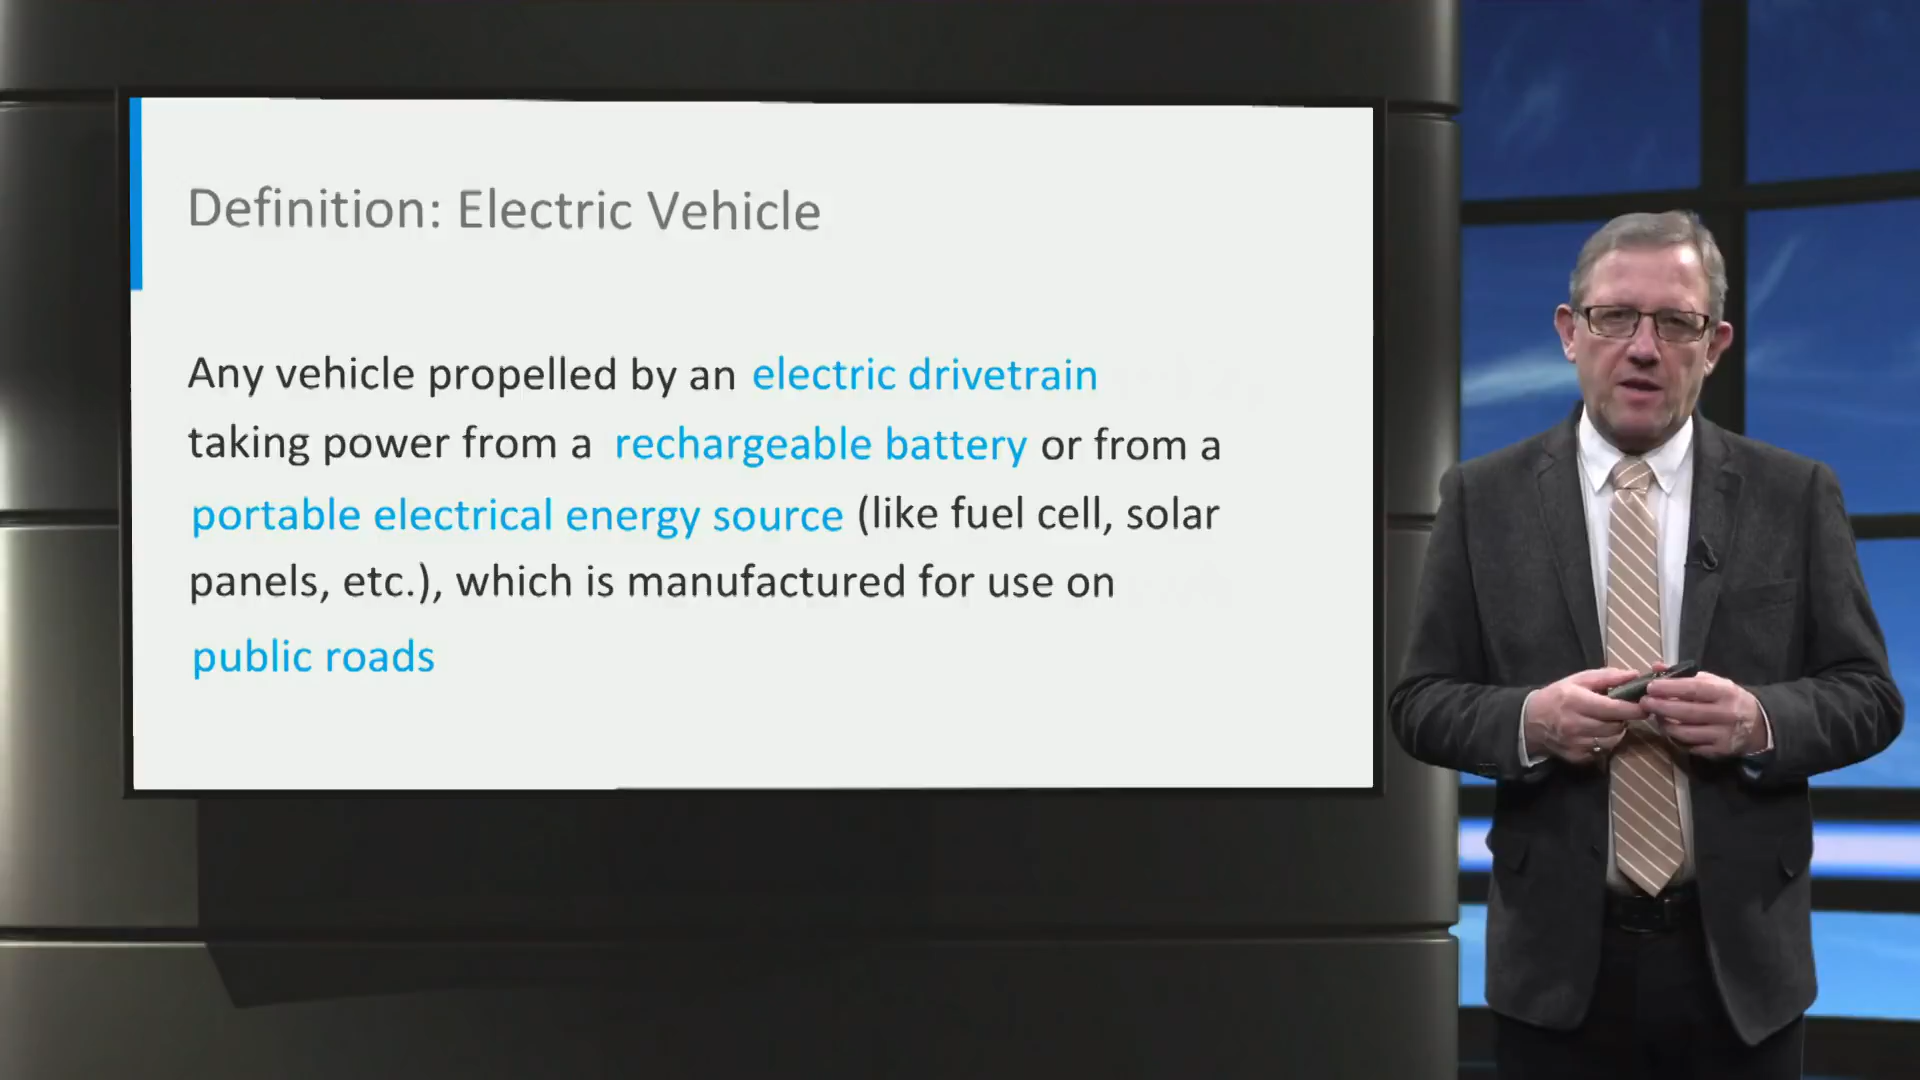 Definition: Electric Vehicle
Any vehicle propelled by an electric drivetrain
taking power from a rechargeable battery or from a
portable electrical energy source (like fuel cell, solar
panels, etc.), which is manufactured for use on
public roads